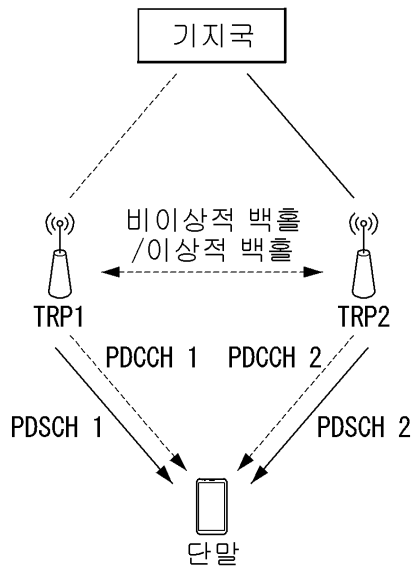 기지국
비이상적 백홀
/이상적 백홀
TRP1
TRP2
PDCCH 1
PDCCH 2
PDSCH 1
PDSCH 2
단말